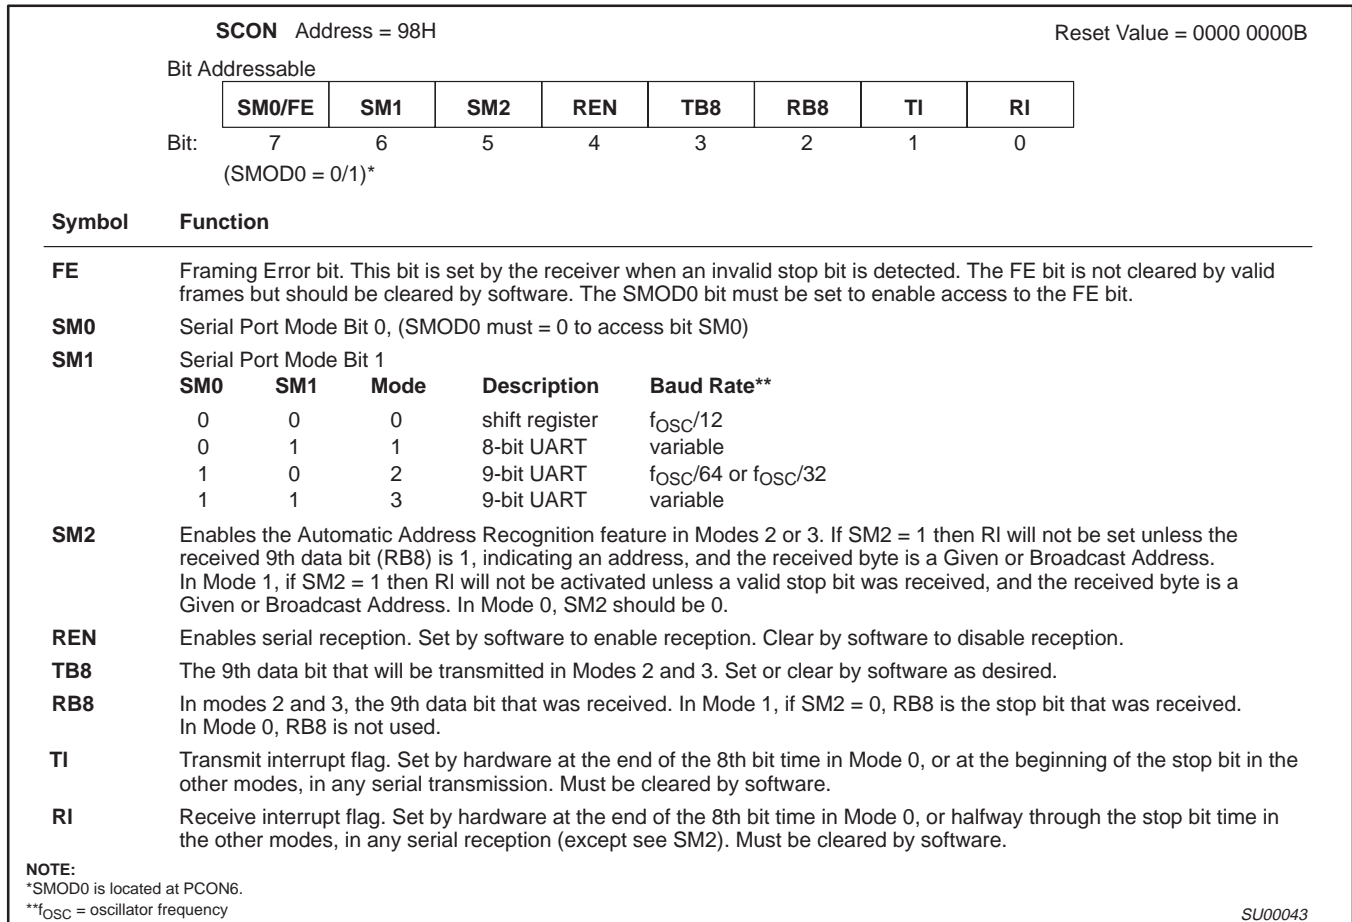 SCON Address = 98H Reset Value = 0000 0000B
Bit Addressable
SM0/FE SM1 SM2 REN TB8 RB8 TI RI
Bit: 7 6 5 4 3 2 1 0
(SMOD0 = 0/1)*
Symbol Function
FE Framing Error bit. This bit is set by the receiver when an invalid stop bit is detected. The FE bit is not cleared by valid
frames but should be cleared by software. The SMOD0 bit must be set to enable access to the FE bit.
SM0 Serial Port Mode Bit 0, (SMOD0 must = 0 to access bit SM0)
SM1 Serial Port Mode Bit 1
SM0 SM1 Mode Description Baud Rate**
0 0 0 shift register fOSC/12
0 1 1 8-bit UART variable
1 0 2 9-bit UART fOSC/64 or fOSC/32
1 1 3 9-bit UART variable
SM2 Enables the Automatic Address Recognition feature in Modes 2 or 3. If SM2 = 1 then RI will not be set unless the
received 9th data bit (RB8) is 1, indicating an address, and the received byte is a Given or Broadcast Address.
In Mode 1, if SM2 = 1 then RI will not be activated unless a valid stop bit was received, and the received byte is a
Given or Broadcast Address. In Mode 0, SM2 should be 0.
REN Enables serial reception. Set by software to enable reception. Clear by software to disable reception.
TB8 The 9th data bit that will be transmitted in Modes 2 and 3. Set or clear by software as desired.
RB8 In modes 2 and 3, the 9th data bit that was received. In Mode 1, if SM2 = 0, RB8 is the stop bit that was received.
In Mode 0, RB8 is not used.
TI Transmit interrupt flag. Set by hardware at the end of the 8th bit time in Mode 0, or at the beginning of the stop bit in the
other modes, in any serial transmission. Must be cleared by software.
RI Receive interrupt flag. Set by hardware at the end of the 8th bit time in Mode 0, or halfway through the stop bit time in
the other modes, in any serial reception (except see SM2). Must be cleared by software.
NOTE:
*SMOD0 is located at PCON6.
**fOSC = oscillator frequency SU00043